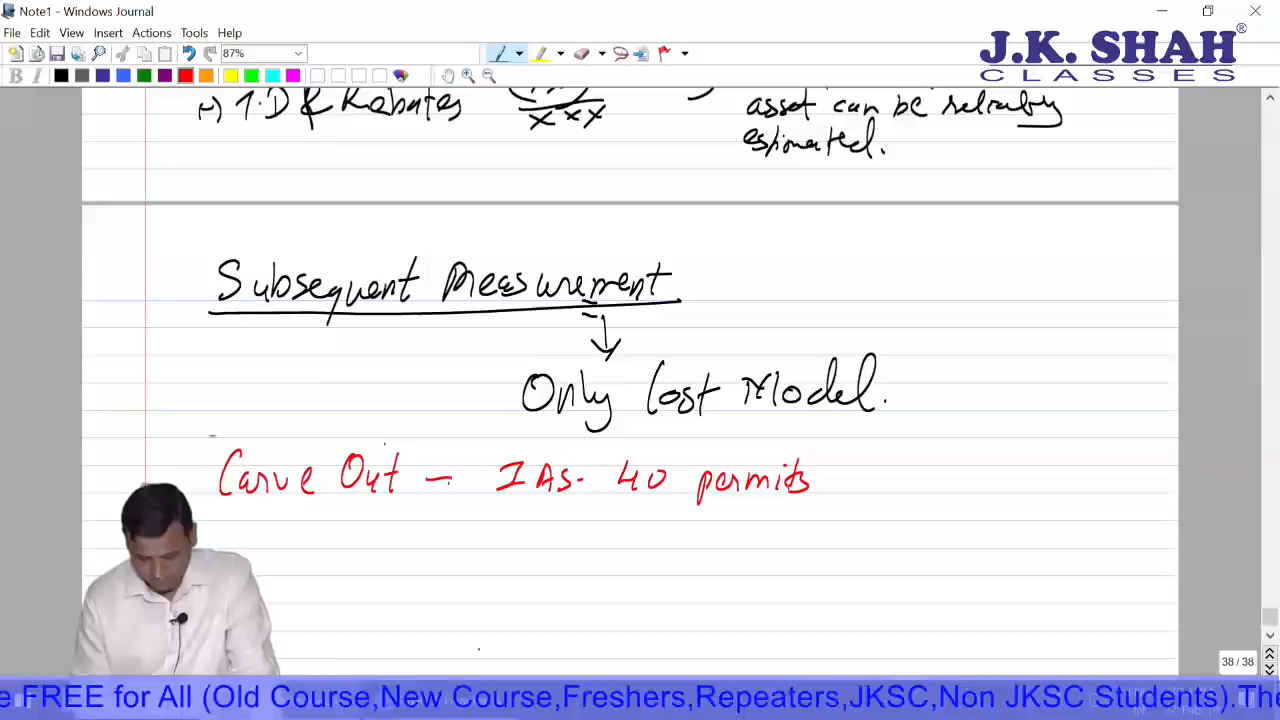 Note1 - Windows Journal
File Edit View Insert Actions Tools Help
87%
J.K. SHAH®
CLASSES
(-) T.D & Rebates
xxx
asset can be reliably
estimated.
Subsequent Measurement
Only Cost Model.
Carve Out - IAS- 40 permits
38 / 38
e FREE for All (Old Course,New Course,Freshers,Repeaters,JKSC,Non JKSC Students).The